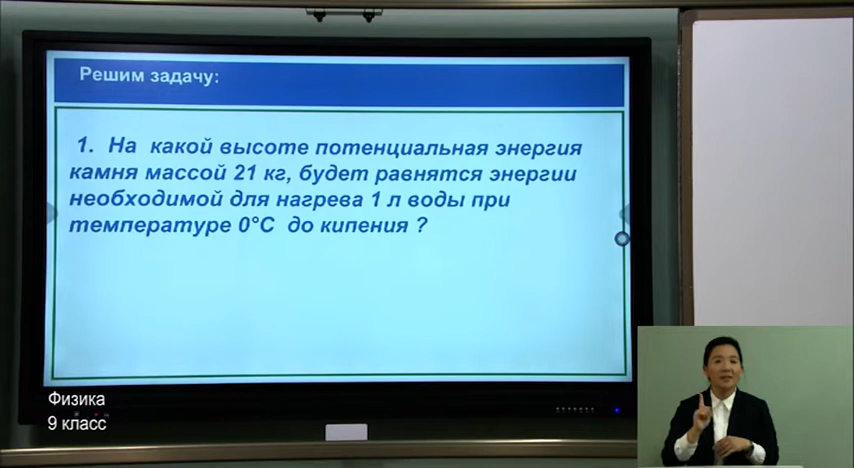 Решим задачу:
1. На какой высоте потенциальная энергия
камня массой 21 кг, будет равнятся энергии
необходимой для нагрева 1 л воды при
температуре 0°С до кипения ?
Физика
9 класс